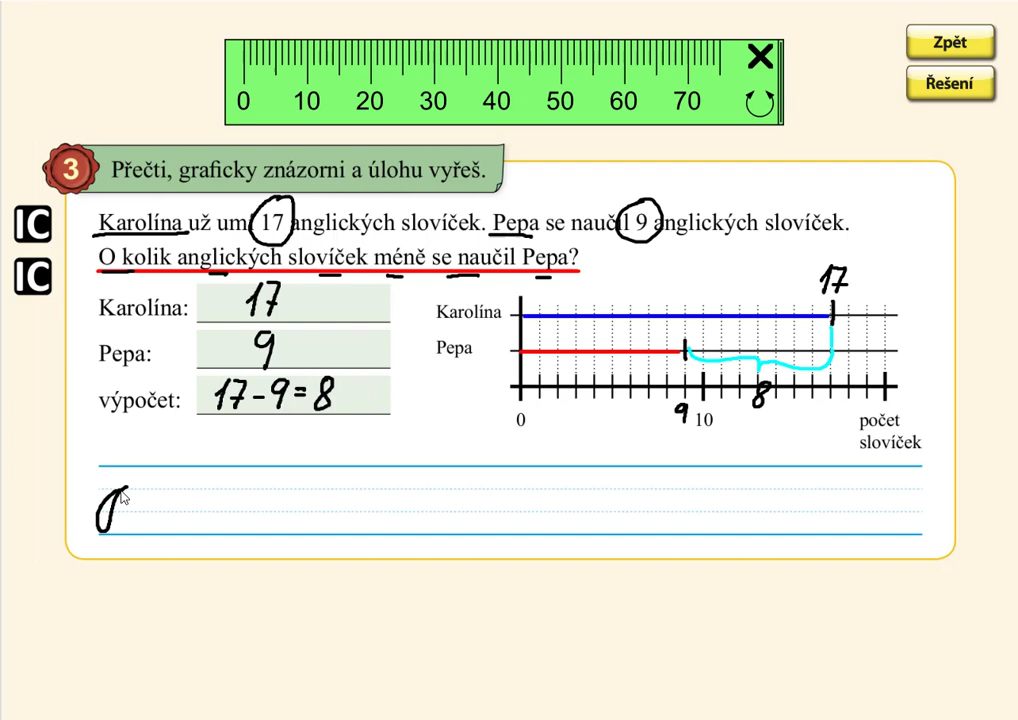 Zpět
Řešení
0 10 20 30 40 50 60 70
3 Přečti, graficky znázorni a úlohu vyřeš.
Karolína už umí 17 anglických slovíček. Pepa se naučil 9 anglických slovíček.
O kolik anglických slovíček méně se naučil Pepa?
IC
IC
Karolína: 17
Pepa: 9
výpočet: 17-9=8
17
Karolína
Pepa
8
9
0 10 počet
slovíček